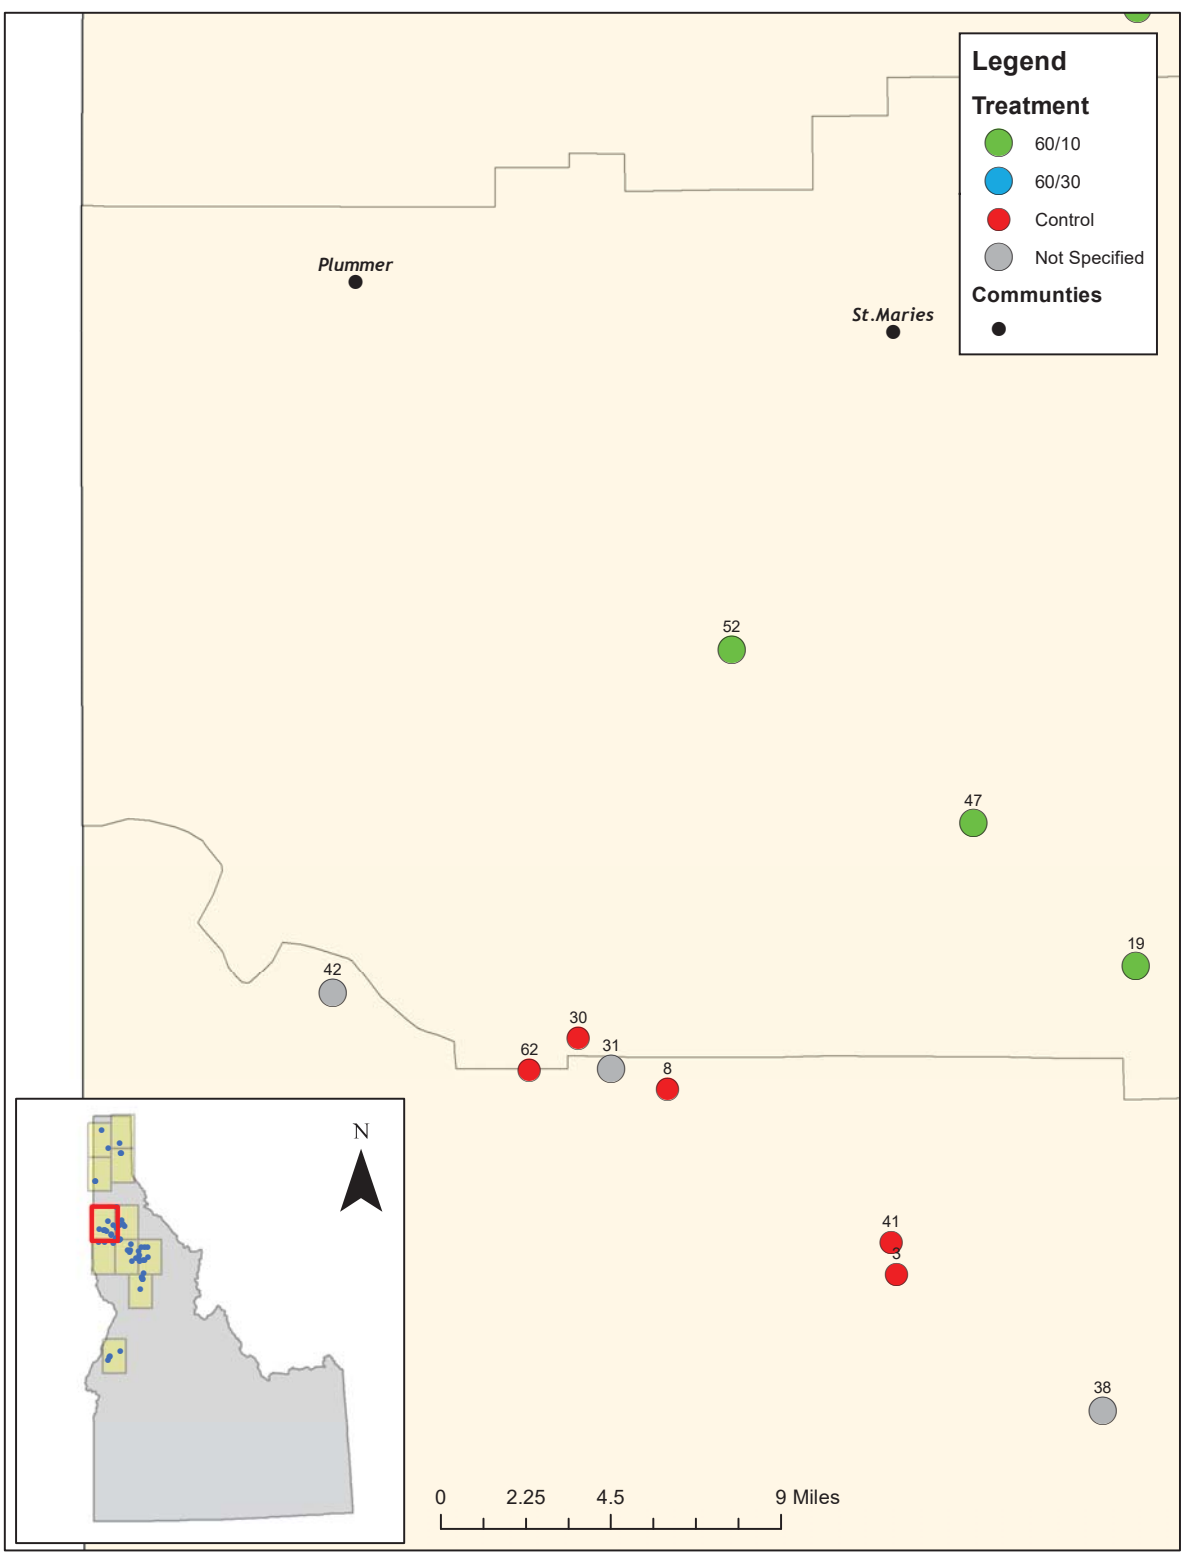 Legend
Treatment
60/10
60/30
Control
Not Specified
Communties
Plummer
St.Maries
52
47
19
42
30
62
31
8
N
41
3
38
0 2.25 4.5 9 Miles